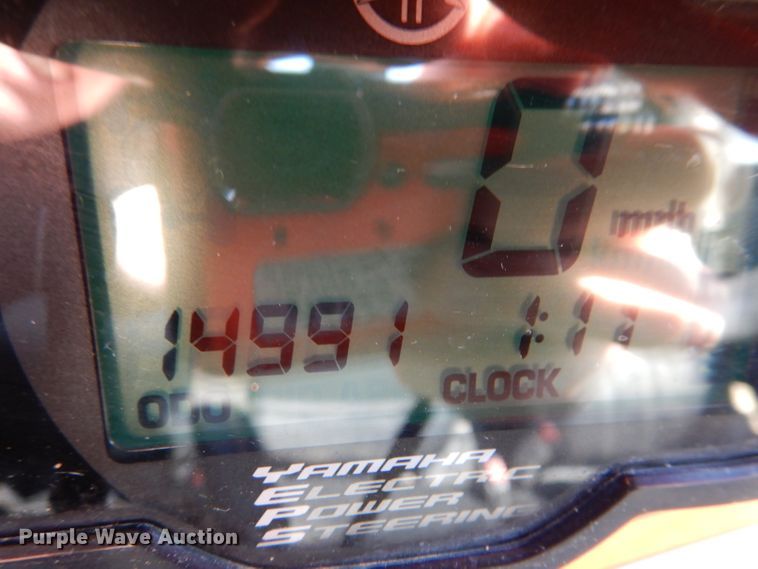 0 mph
14991
ODO
CLOCK
YAMAHA
ELECTRIC
POWER
STEERING
Purple Wave Auction